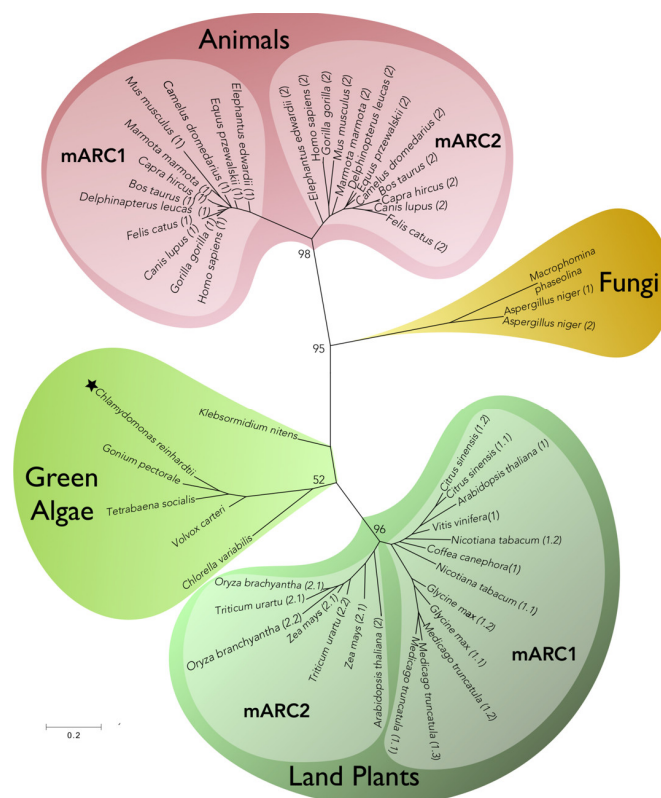 Animals
mARC1
Mus musculus (1)
Camelus dromedarius (1)
Equus przewalskii (1)
Elephantus edwardii (1)
Marmota marmota (1)
Capra hircus (1)
Bos taurus (1)
Delphinapterus leucas (1)
Felis catus (1)
Canis lupus (1)
Gorilla gorilla (1)
Homo sapiens (1)
mARC2
Elephantus edwardii (2)
Homo sapiens (2)
Gorilla gorilla (2)
Mus musculus (2)
Marmota marmota (2)
Delphinopterus leucas (2)
Equus przewalskii (2)
Camelus dromedarius (2)
Bos taurus (2)
Capra hircus (2)
Canis lupus (2)
Felis catus (2)
98
Fungi
Macrophomina
phaseolina
Aspergillus niger (1)
Aspergillus niger (2)
95
Green
Algae
Klebsormidium nitens
Chlamydomonas reinhardtii
Gonium pectorale
Tetrabaena socialis
Volvox carteri
Chlorella variabilis
52
96
Land Plants
mARC2
Oryza brachyantha (2.1)
Triticum urartu (2.1)
Oryza branchyantha (2.2)
Zea mays (2.1)
Triticum urartu (2.2)
Zea mays (2.1)
Arabidopsis thaliana (2)
mARC1
Citrus sinensis (1.2)
Citrus sinensis (1.1)
Arabidopsis thaliana (1)
Vitis vinifera(1)
Nicotiana tabacum (1.2)
Coffea canephora(1)
Nicotiana tabacum (1.1)
Glycine max (1.2)
Glycine max (1.1)
Medicago truncatula (1.2)
Medicago truncatula (1.3)
Medicago truncatula (1.1)
0.2